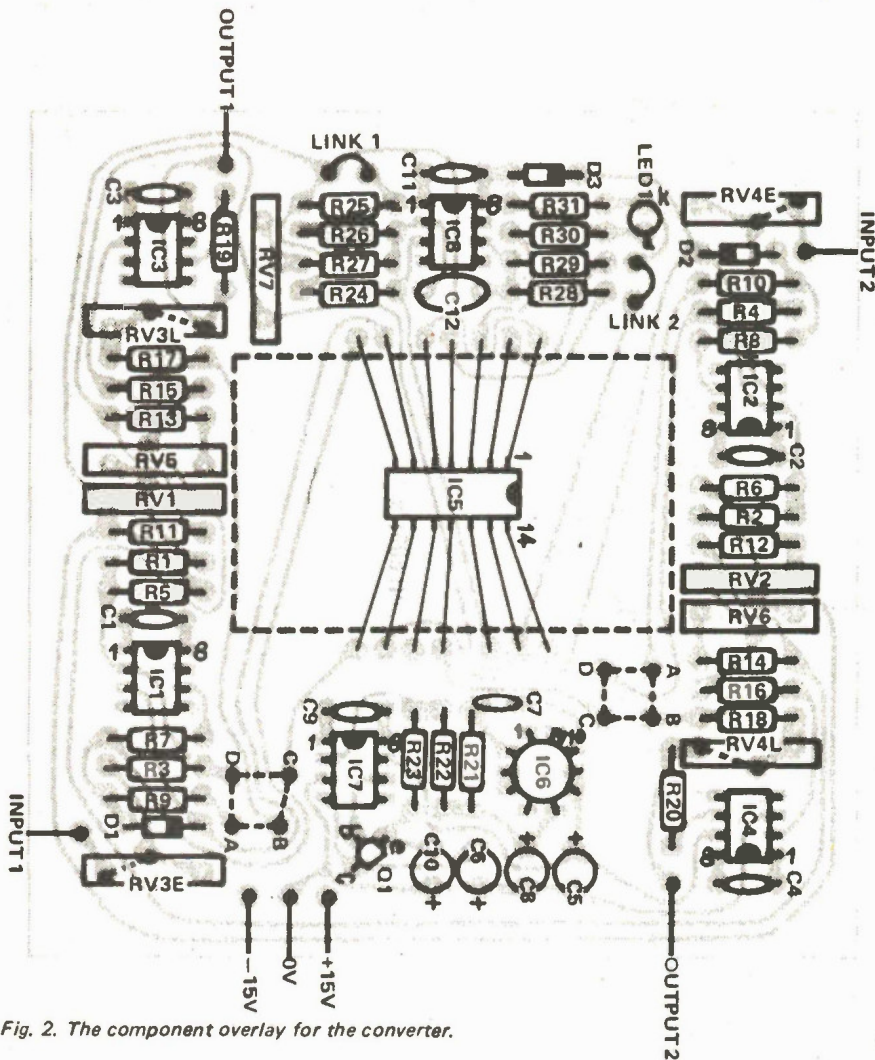 OUTPUT 1
LINK 1
C3
1 8
IC3
R19
RV7
R25
R26
R27
R24
C11
1 8
IC8
C12
D3
R31
R30
R29
R28
LED1
K
LINK 2
RV4E
INPUT 2
D2
R10
R4
R8
IC2
8 1
C2
RV3L
R17
R15
R13
RV5
RV1
R11
R1
R5
C1
1 8
IC1
R7
R3
R9
D1
INPUT 1
RV3E
1
IC5
14
R6
R2
R12
RV2
RV6
R14
R16
R18
RV4L
D A
C B
R20
IC4
8 1
C4
OUTPUT 2
D C
A B
C9
1 8
IC7
R23
R22
R21
C7
1 10
IC6
b e
c
Q1
C10
+
C6
+
+
C8
+
C5
−15V
0V
+15V
Fig. 2. The component overlay for the converter.